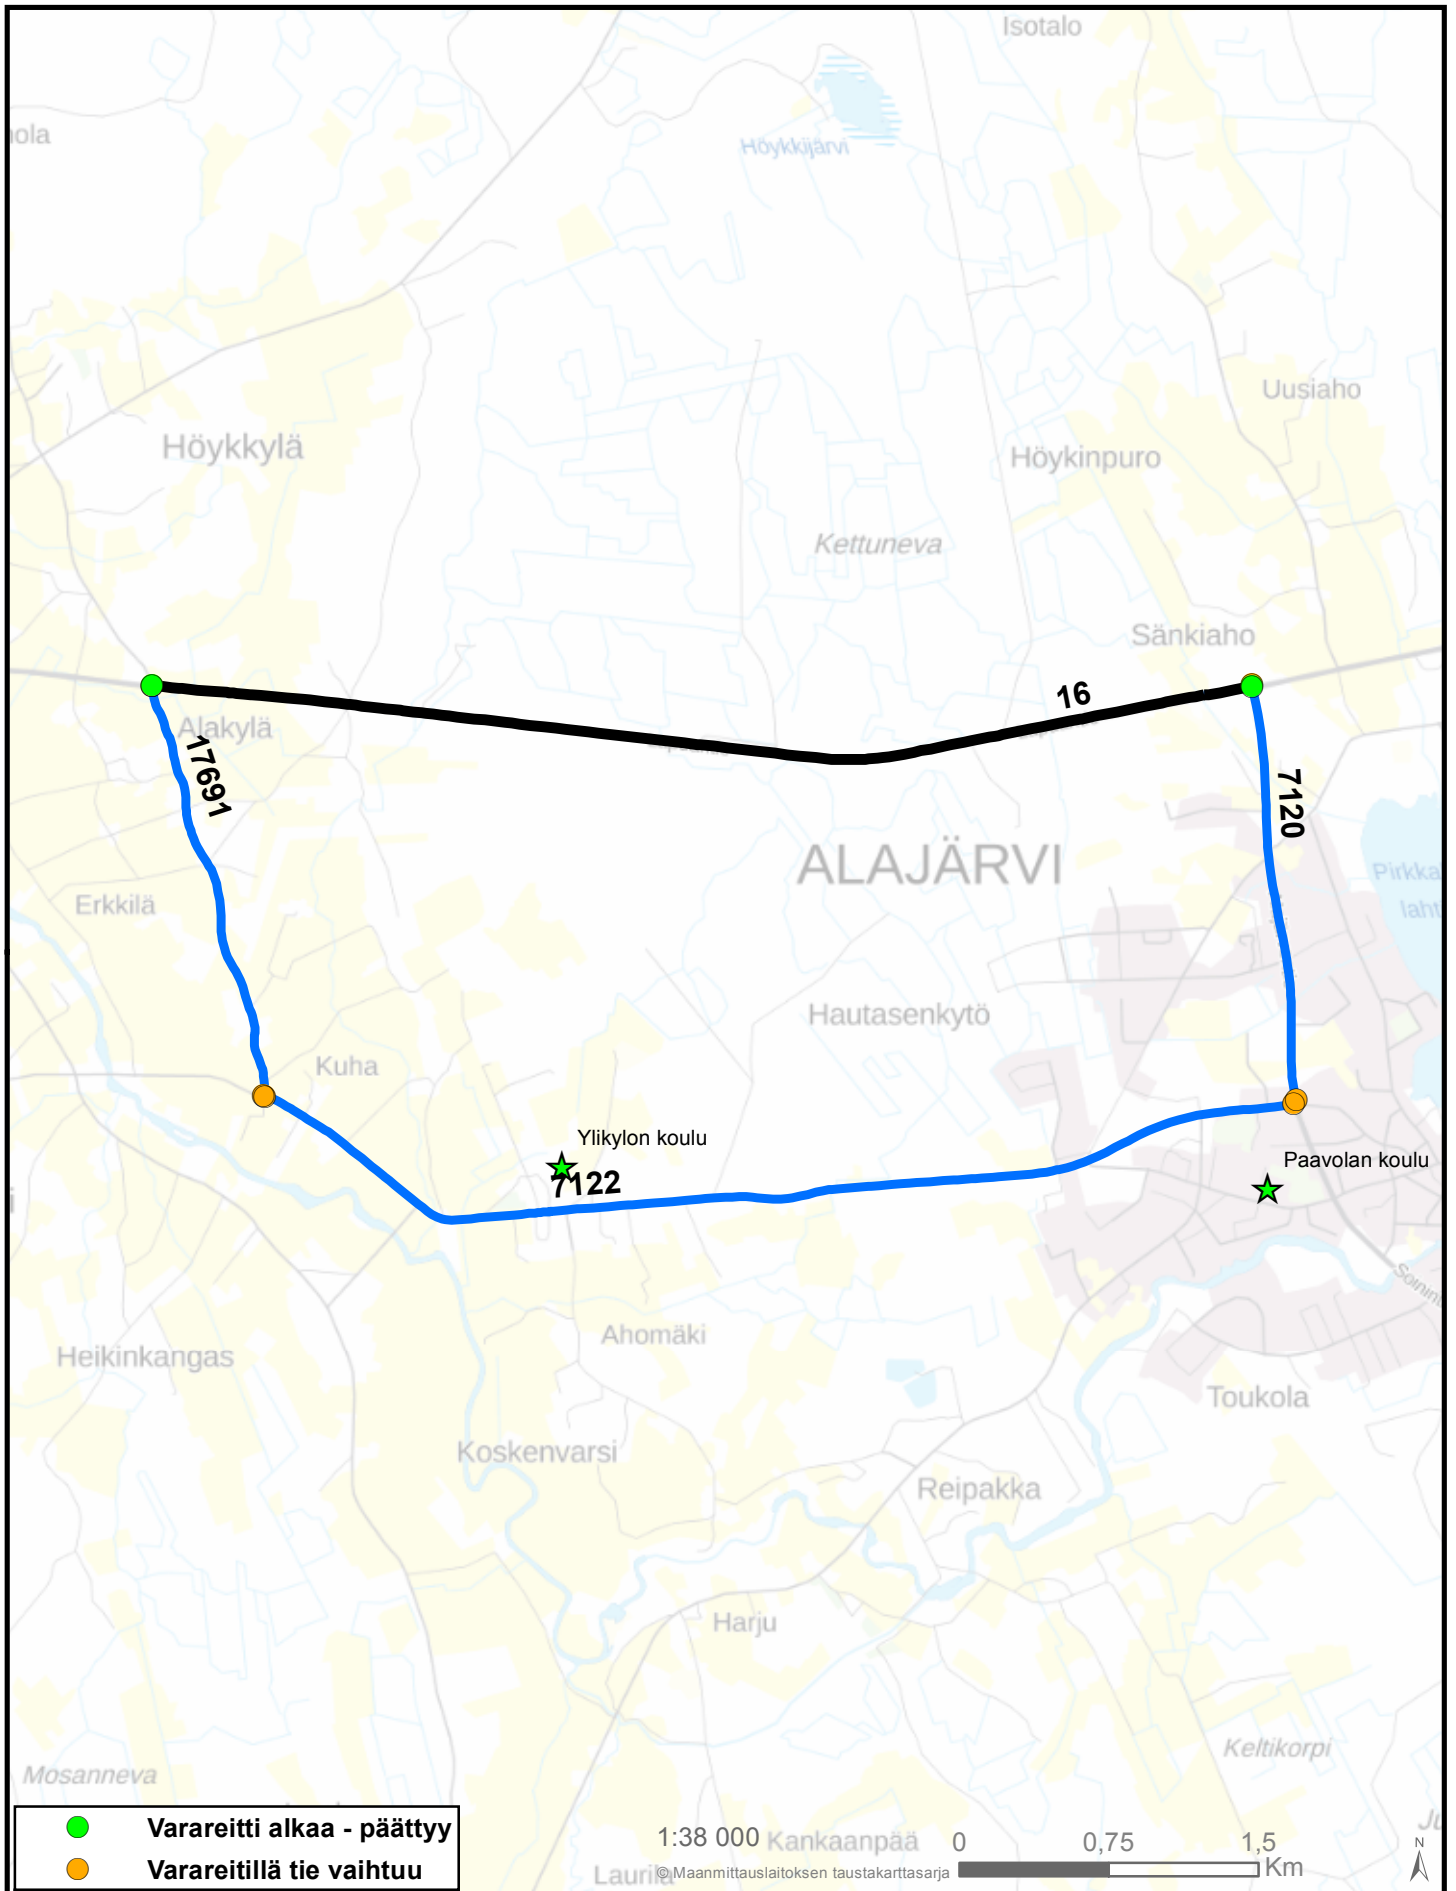 Isotalo
Höykkijärvi
Uusiaho
Höykkylä
Höykinpuro
Kettuneva
Sänkiaho
16
Alakylä
17691
7120
ALAJÄRVI
Erkkilä
Hautasenkytö
Kuha
Ylikylon koulu
Paavolan koulu
7122
Ahomäki
Heikinkangas
Toukola
Koskenvarsi
Reipakka
Harju
Keltikorpi
Mosanneva
Varareitti alkaa - päättyy
Varareitillä tie vaihtuu
1:38 000
Kankaanpää
0 0,75 1,5
Km
N
Laurila
© Maanmittauslaitoksen taustakarttasarja